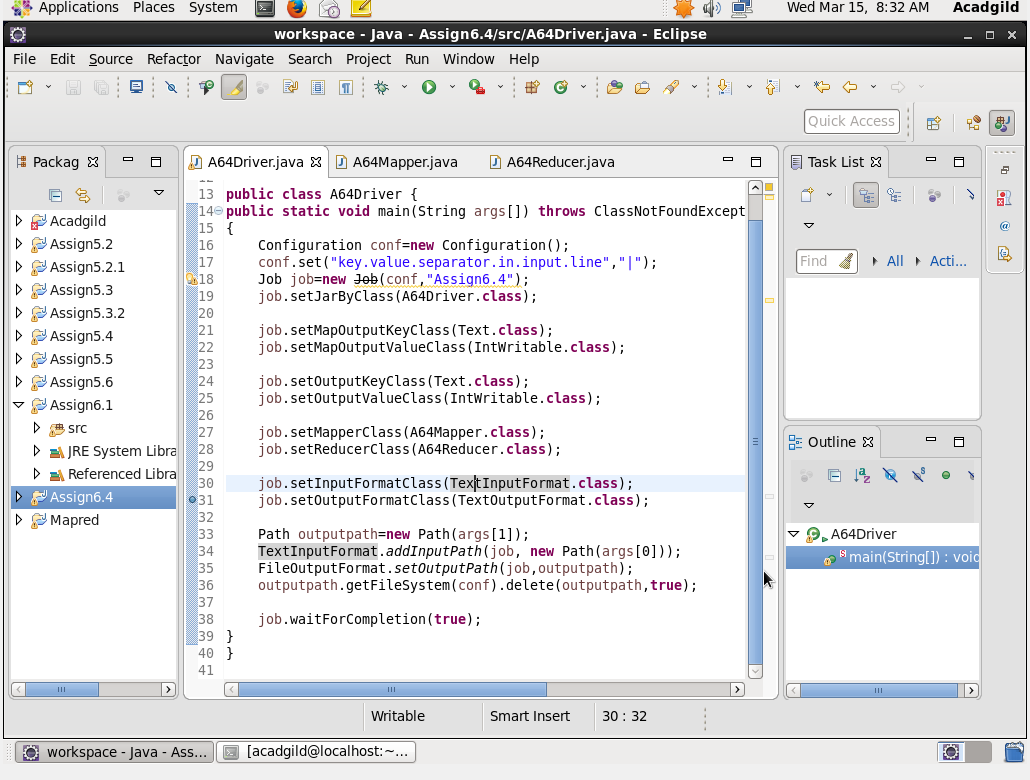 Applications Places System Wed Mar 15, 8:32 AM Acadgild
workspace - Java - Assign6.4/src/A64Driver.java - Eclipse
File Edit Source Refactor Navigate Search Project Run Window Help
Quick Access
Packag
Acadgild
Assign5.2
Assign5.2.1
Assign5.3
Assign5.3.2
Assign5.4
Assign5.5
Assign5.6
Assign6.1
src
JRE System Libra
Referenced Libra
Assign6.4
Mapred
A64Driver.java A64Mapper.java A64Reducer.java
13 public class A64Driver {
14 public static void main(String args[]) throws ClassNotFoundExcept
15 {
16 Configuration conf=new Configuration();
17 conf.set("key.value.separator.in.input.line","|");
18 Job job=new Job(conf,"Assign6.4");
19 job.setJarByClass(A64Driver.class);
20
21 job.setMapOutputKeyClass(Text.class);
22 job.setMapOutputValueClass(IntWritable.class);
23
24 job.setOutputKeyClass(Text.class);
25 job.setOutputValueClass(IntWritable.class);
26
27 job.setMapperClass(A64Mapper.class);
28 job.setReducerClass(A64Reducer.class);
29
30 job.setInputFormatClass(TextInputFormat.class);
31 job.setOutputFormatClass(TextOutputFormat.class);
32
33 Path outputpath=new Path(args[1]);
34 TextInputFormat.addInputPath(job, new Path(args[0]));
35 FileOutputFormat.setOutputPath(job,outputpath);
36 outputpath.getFileSystem(conf).delete(outputpath,true);
37
38 job.waitForCompletion(true);
39 }
40 }
41
Task List
Find All Acti...
Outline
A64Driver
main(String[]) : void
Writable Smart Insert 30 : 32
workspace - Java - Ass... [acadgild@localhost:~...